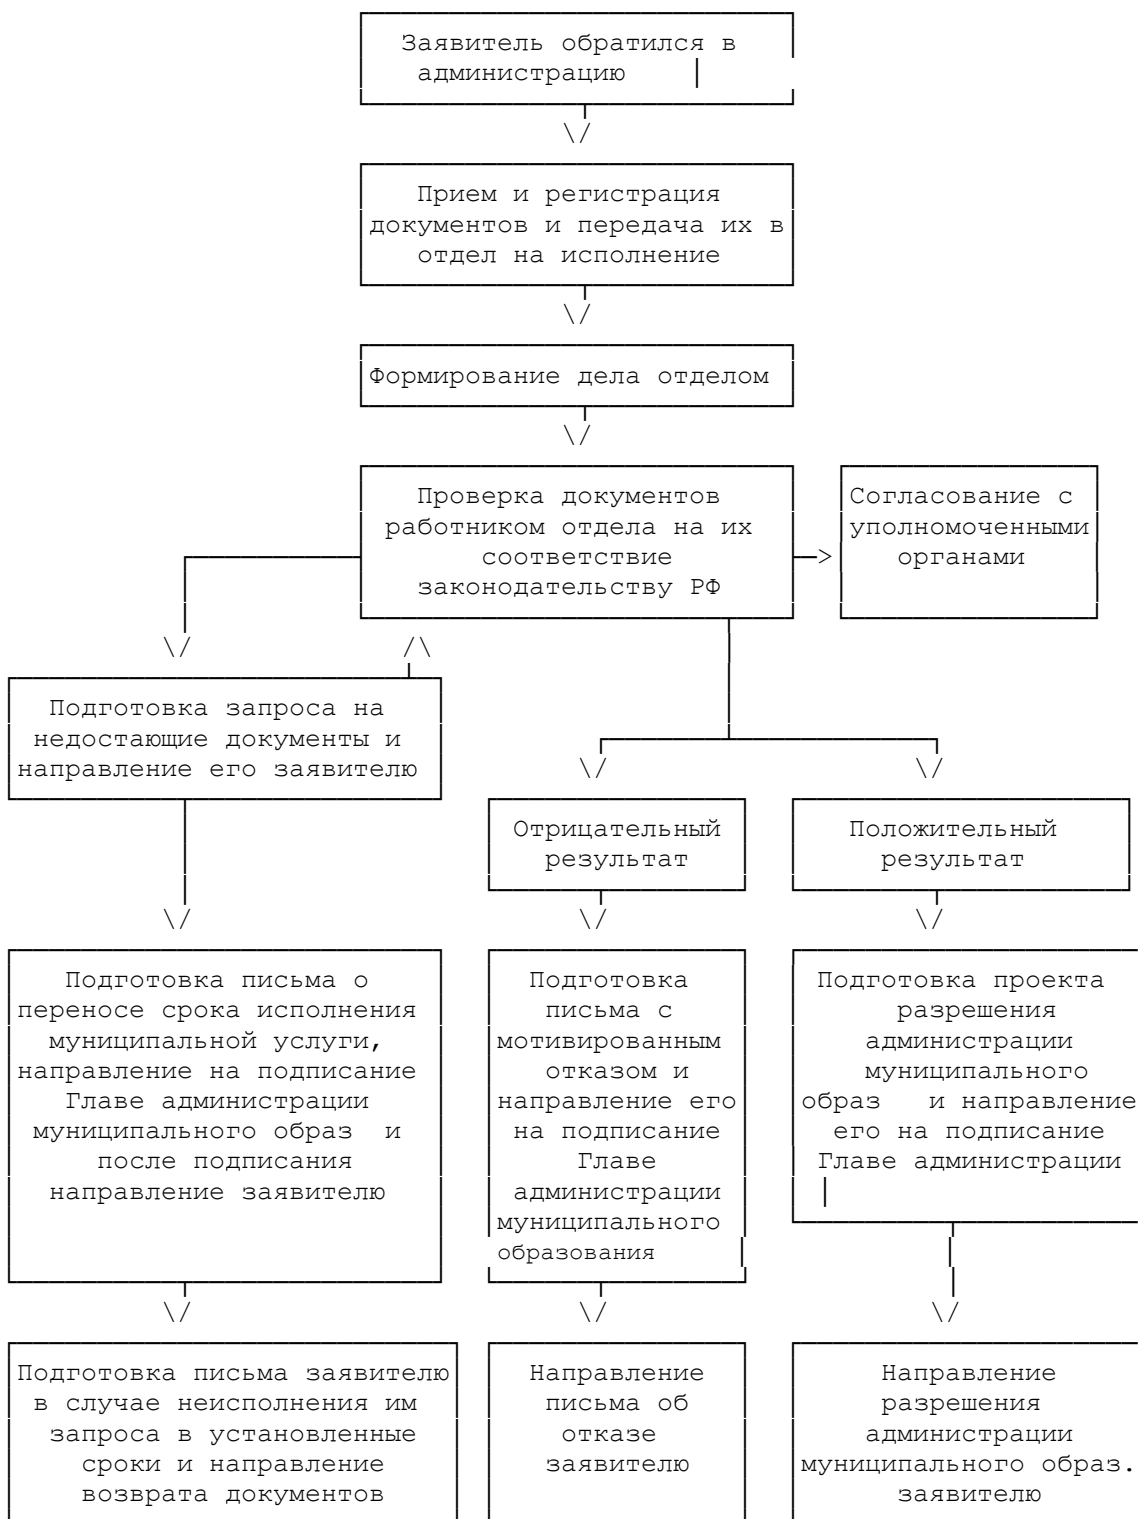 Заявитель обратился в
администрацию
Прием и регистрация
документов и передача их в
отдел на исполнение
Формирование дела отделом
Проверка документов
работником отдела на их
соответствие
законодательству РФ
Согласование с
уполномоченными
органами
Подготовка запроса на
недостающие документы и
направление его заявителю
Отрицательный
результат
Положительный
результат
Подготовка письма о
переносе срока исполнения
муниципальной услуги,
направление на подписание
Главе администрации
муниципального образ и
после подписания
направление заявителю
Подготовка
письма с
мотивированным
отказом и
направление его
на подписание
Главе
администрации
муниципального
образования
Подготовка проекта
разрешения
администрации
муниципального
образ и направление
его на подписание
Главе администрации
Подготовка письма заявителю
в случае неисполнения им
запроса в установленные
сроки и направление
возврата документов
Направление
письма об
отказе
заявителю
Направление
разрешения
администрации
муниципального образ.
заявителю